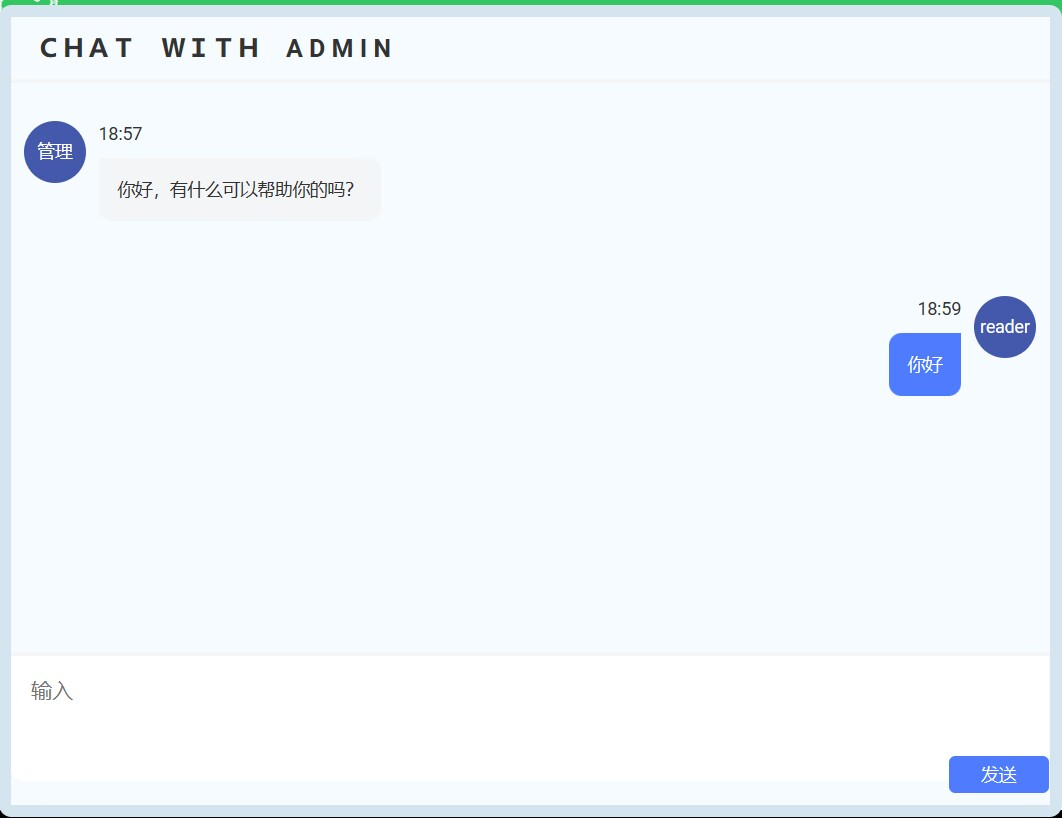 CHAT WITH ADMIN
管理
18:57
你好，有什么可以帮助你的吗？
18:59
reader
你好
输入
发送